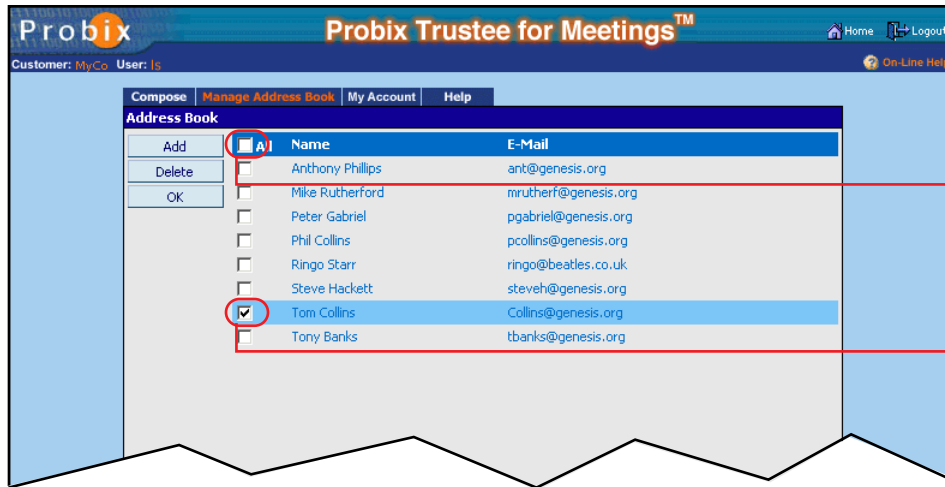 Probix Probix Trustee for Meetings™ Home Logout
Customer: MyCo User: ls On-Line Help
Compose Manage Address Book My Account Help
Address Book
Add All Name E-Mail
Delete Anthony Phillips ant@genesis.org
OK Mike Rutherford mrutherf@genesis.org
Peter Gabriel pgabriel@genesis.org
Phil Collins pcollins@genesis.org
Ringo Starr ringo@beatles.co.uk
Steve Hackett steveh@genesis.org
Tom Collins Collins@genesis.org
Tony Banks tbanks@genesis.org